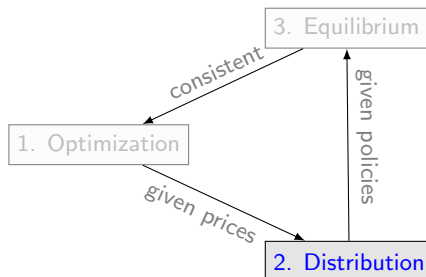 3. Equilibrium
consistent
given policies
1. Optimization
given prices
2. Distribution